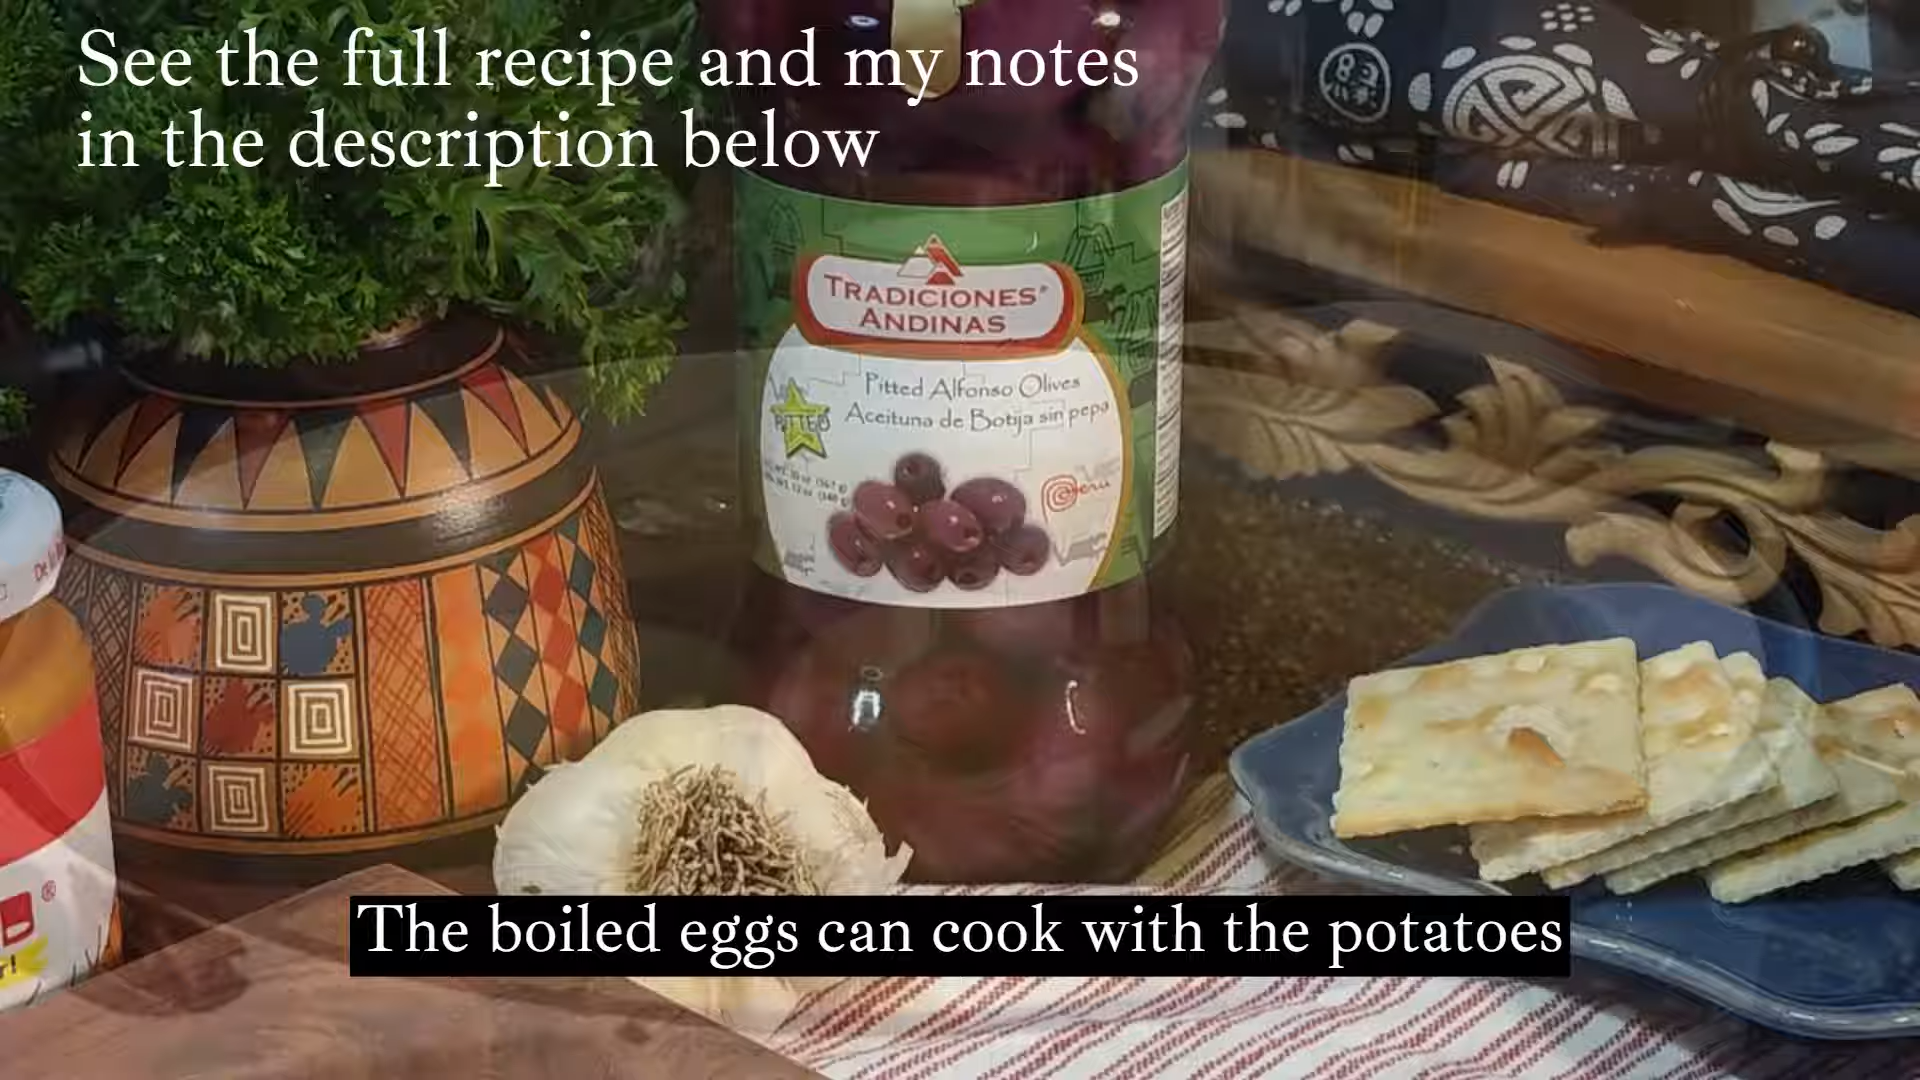 See the full recipe and my notes
in the description below
TRADICIONES®
ANDINAS
Pitted Alfonso Olives
Aceituna de Botija sin pepa
PITTED
Peru
The boiled eggs can cook with the potatoes